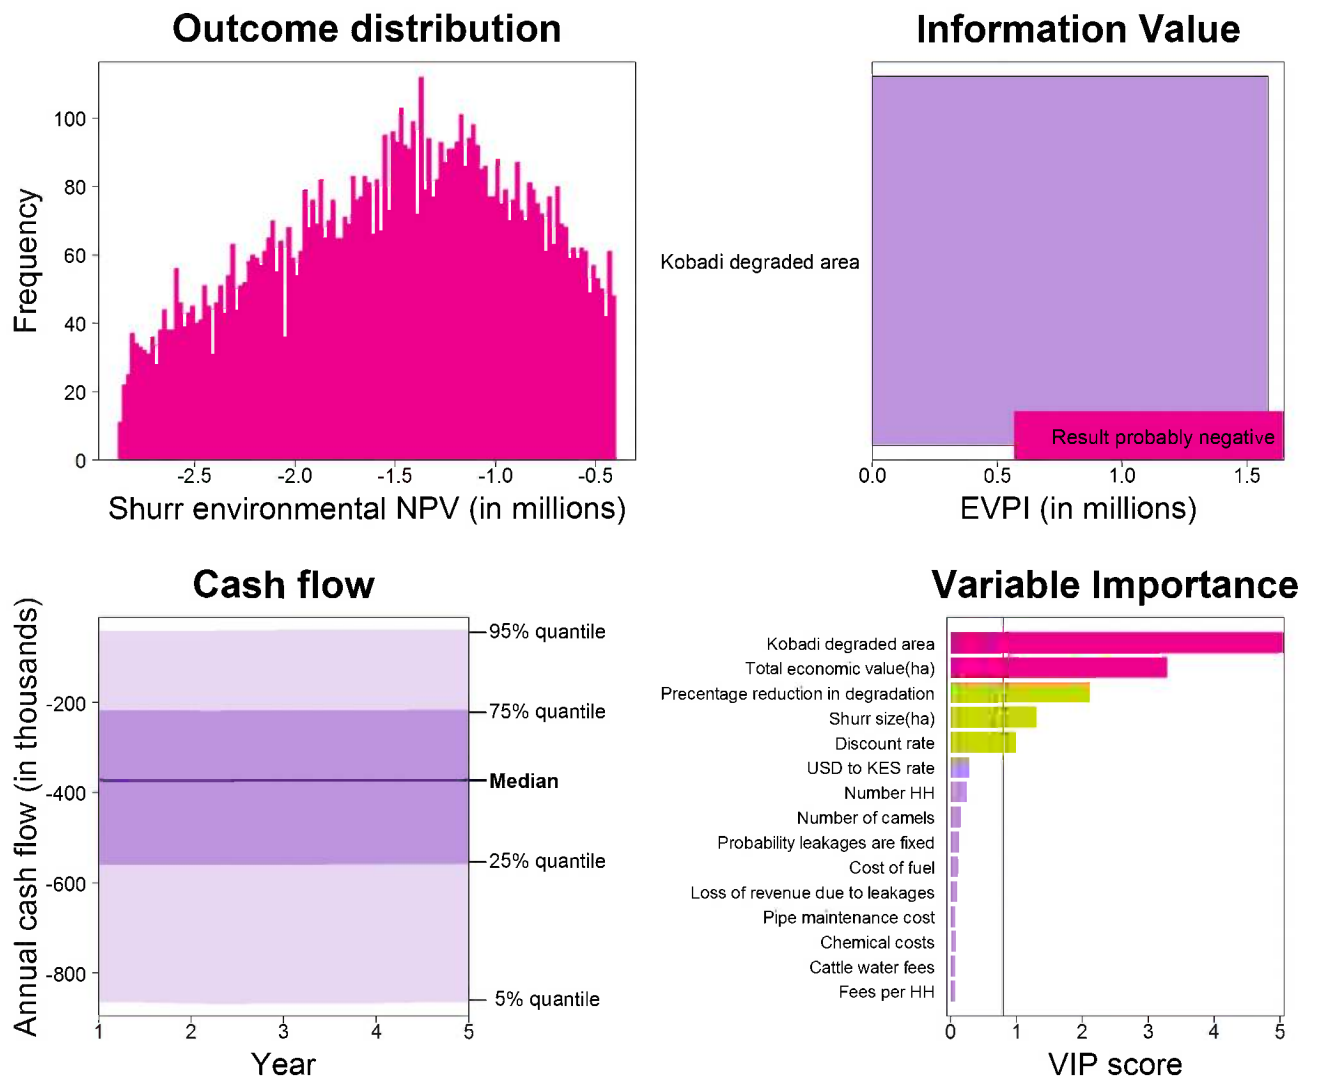 Outcome distribution
Frequency
100
80
60
40
20
0
-2.5 -2.0 -1.5 -1.0 -0.5
Shurr environmental NPV (in millions)
Information Value
Kobadi degraded area
Result probably negative
0.0 0.5 1.0 1.5
EVPI (in millions)
Cash flow
Annual cash flow (in thousands)
-200
-400
-600
-800
95% quantile
75% quantile
Median
25% quantile
5% quantile
1 2 3 4 5
Year
Variable Importance
Kobadi degraded area
Total economic value(ha)
Precentage reduction in degradation
Shurr size(ha)
Discount rate
USD to KES rate
Number HH
Number of camels
Probability leakages are fixed
Cost of fuel
Loss of revenue due to leakages
Pipe maintenance cost
Chemical costs
Cattle water fees
Fees per HH
0 1 2 3 4 5
VIP score